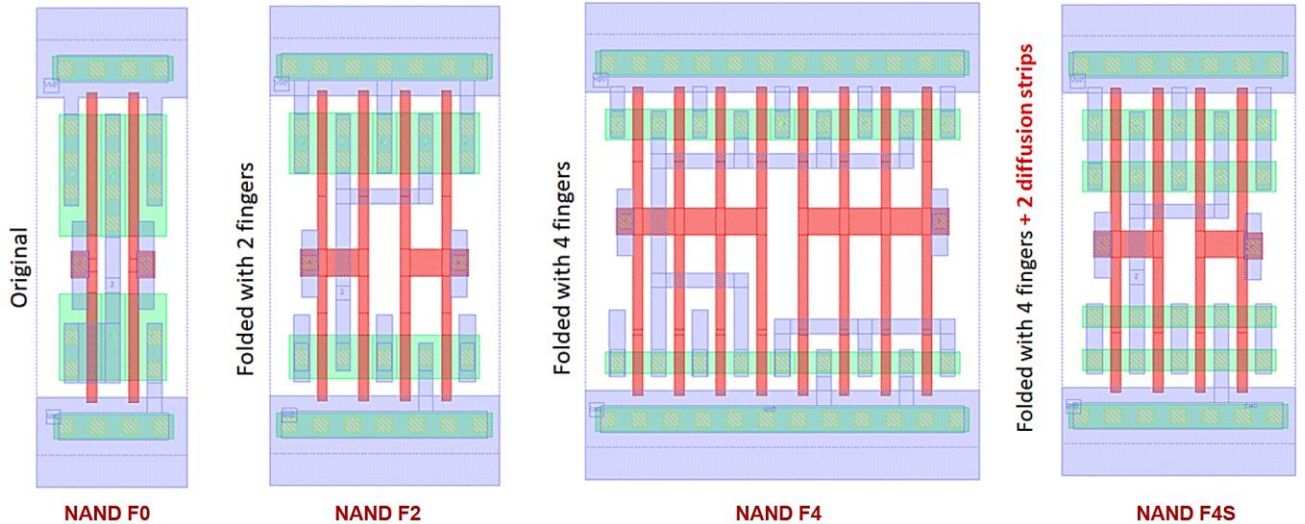 Original
Folded with 2 fingers
Folded with 4 fingers
Folded with 4 fingers + 2 diffusion strips
NAND F0
NAND F2
NAND F4
NAND F4S